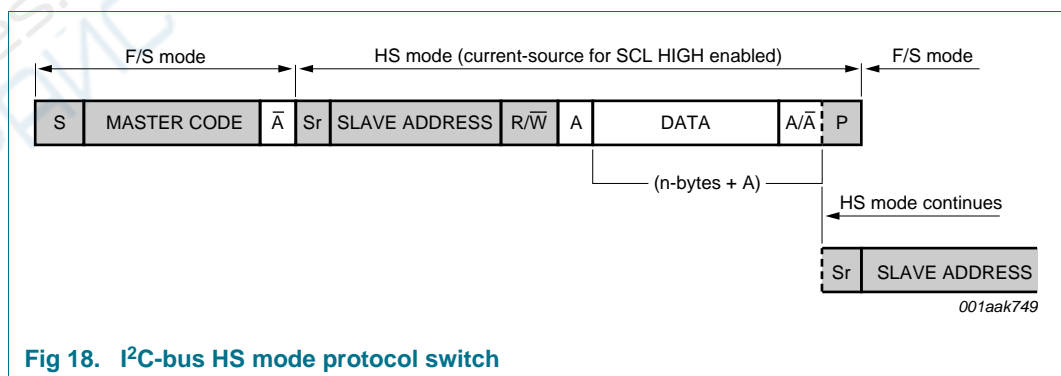 F/S mode HS mode (current-source for SCL HIGH enabled) F/S mode
S MASTER CODE A̅ Sr SLAVE ADDRESS R/W̅ A DATA A/A̅ P
(n-bytes + A)
HS mode continues
Sr SLAVE ADDRESS
001aak749
Fig 18. I²C-bus HS mode protocol switch